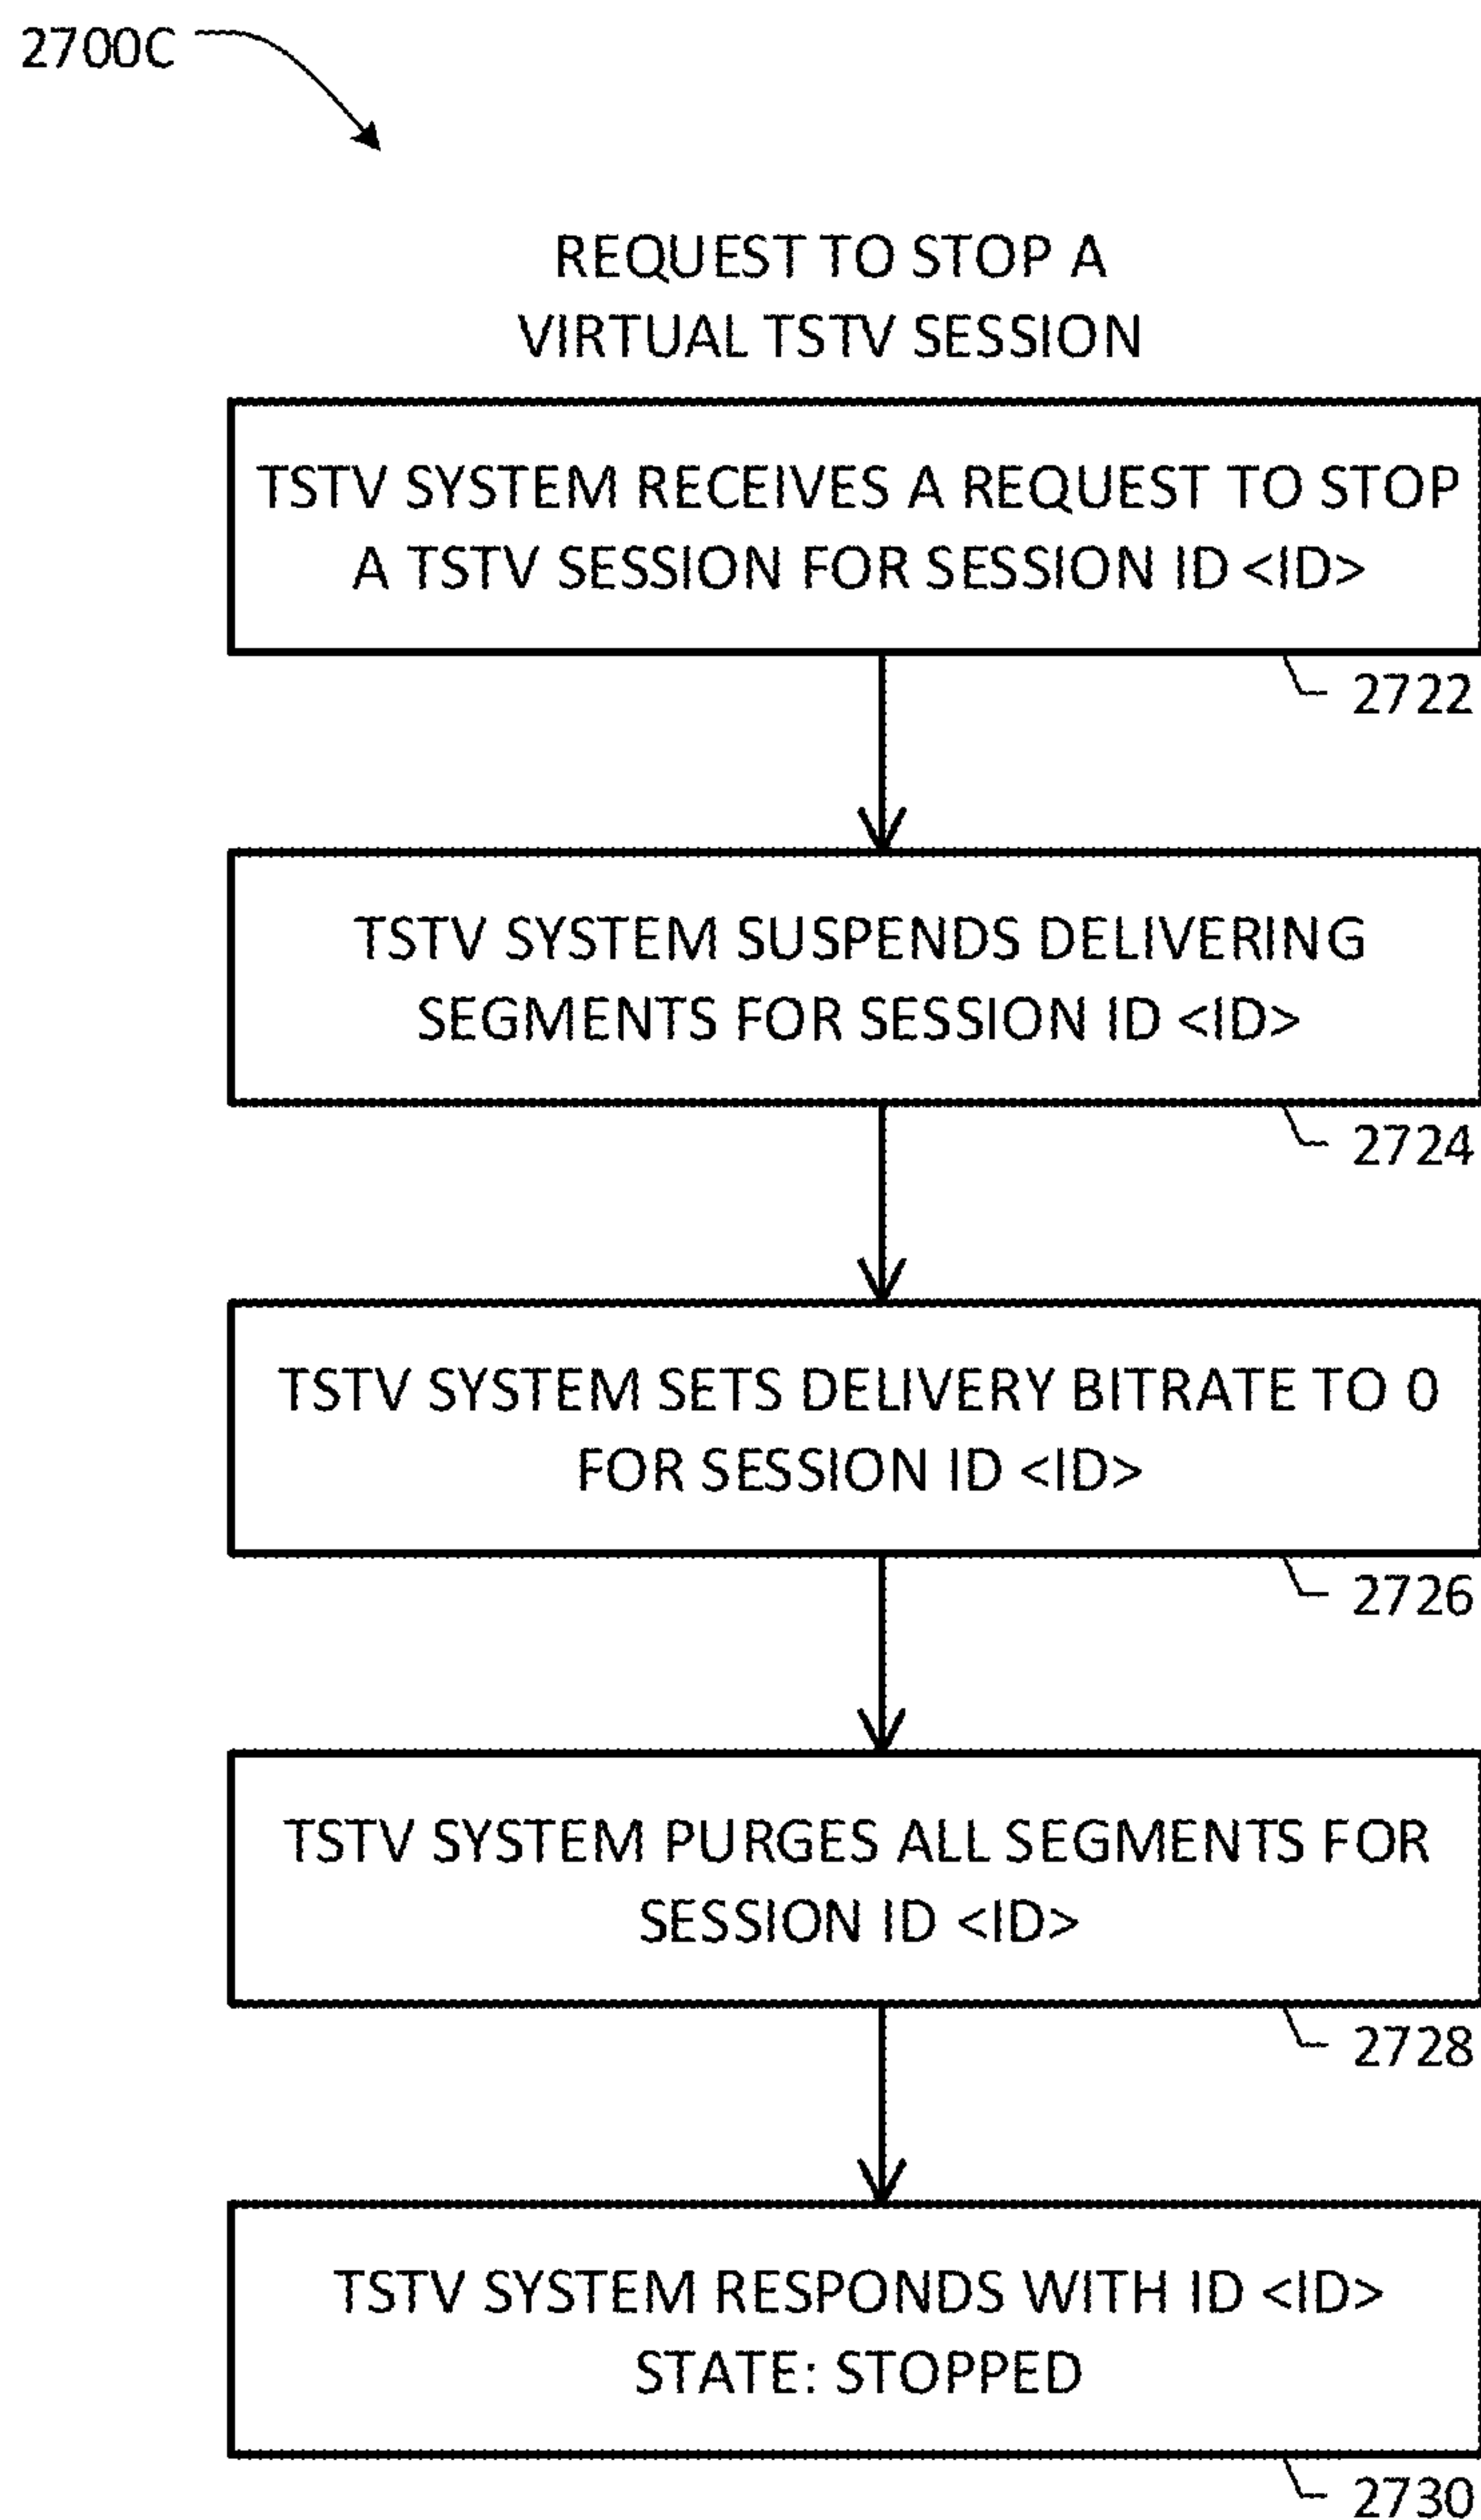 2700C
REQUEST TO STOP A
VIRTUAL TSTV SESSION
TSTV SYSTEM RECEIVES A REQUEST TO STOP
A TSTV SESSION FOR SESSION ID <ID>
2722
TSTV SYSTEM SUSPENDS DELIVERING
SEGMENTS FOR SESSION ID <ID>
2724
TSTV SYSTEM SETS DELIVERY BITRATE TO 0
FOR SESSION ID <ID>
2726
TSTV SYSTEM PURGES ALL SEGMENTS FOR
SESSION ID <ID>
2728
TSTV SYSTEM RESPONDS WITH ID <ID>
STATE: STOPPED
2730